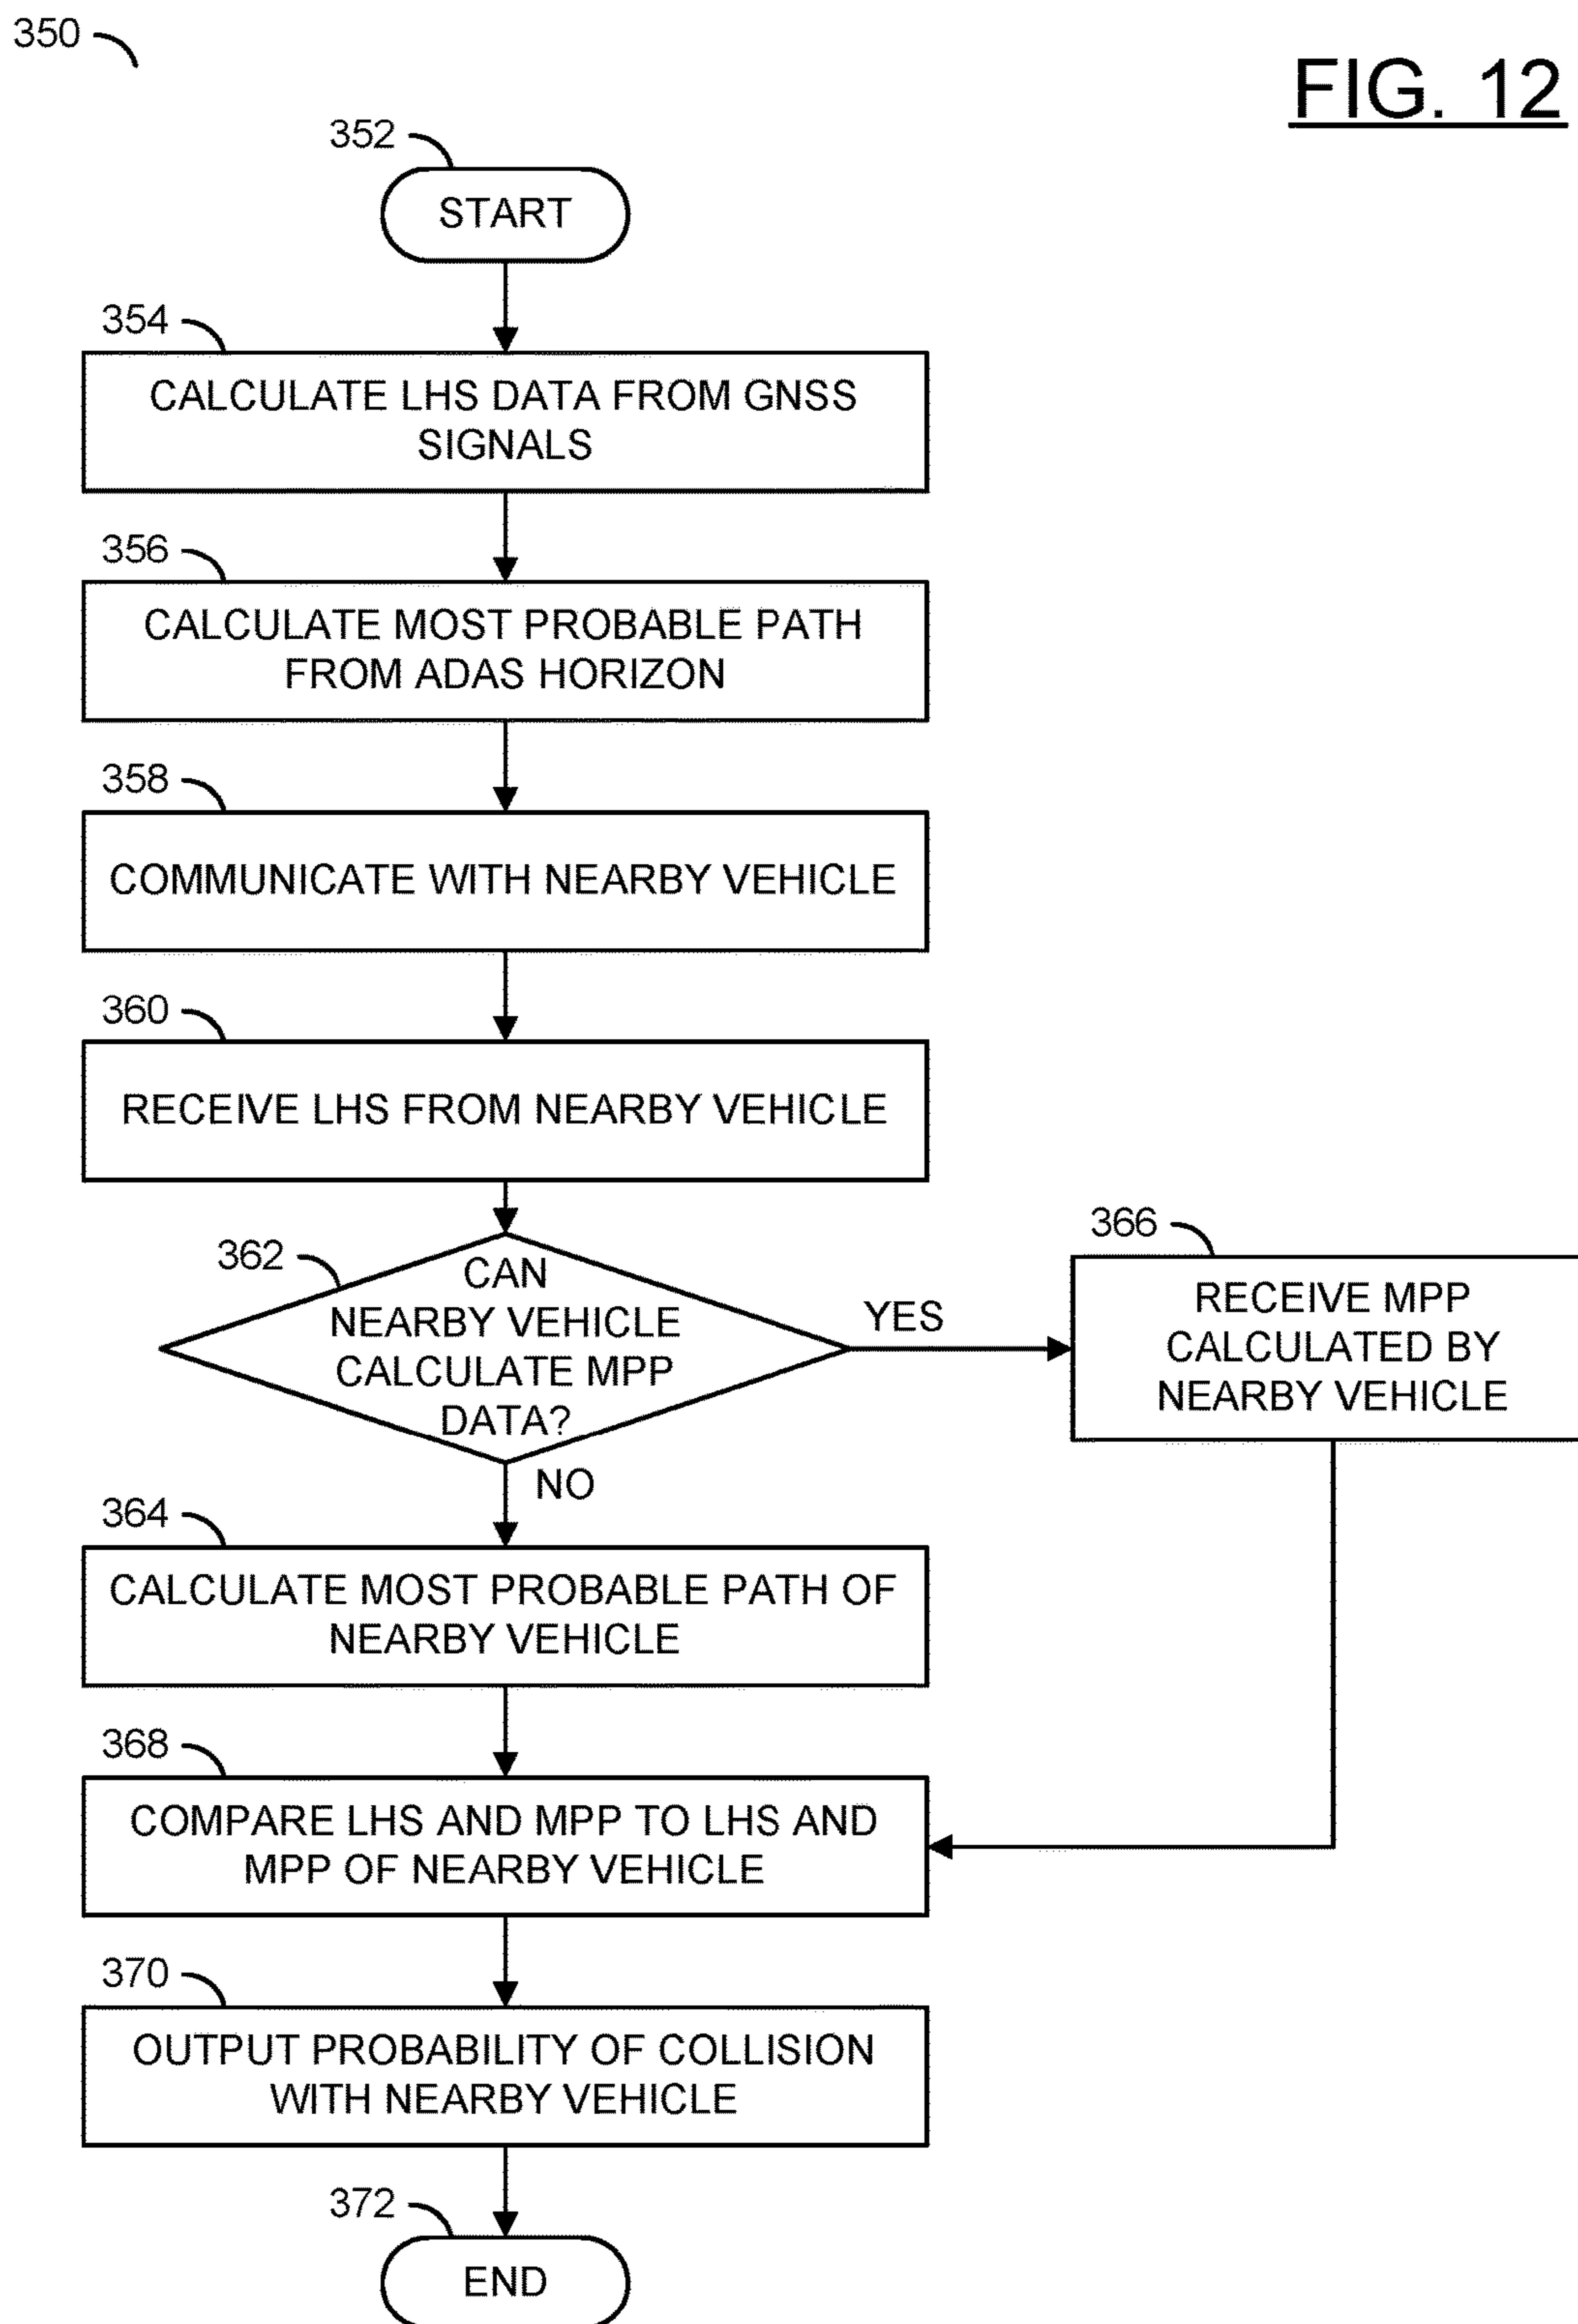 350
FIG. 12
352
START
354
CALCULATE LHS DATA FROM GNSS
SIGNALS
356
CALCULATE MOST PROBABLE PATH
FROM ADAS HORIZON
358
COMMUNICATE WITH NEARBY VEHICLE
360
RECEIVE LHS FROM NEARBY VEHICLE
362
CAN
NEARBY VEHICLE
CALCULATE MPP
DATA?
YES
366
RECEIVE MPP
CALCULATED BY
NEARBY VEHICLE
NO
364
CALCULATE MOST PROBABLE PATH OF
NEARBY VEHICLE
368
COMPARE LHS AND MPP TO LHS AND
MPP OF NEARBY VEHICLE
370
OUTPUT PROBABILITY OF COLLISION
WITH NEARBY VEHICLE
372
END